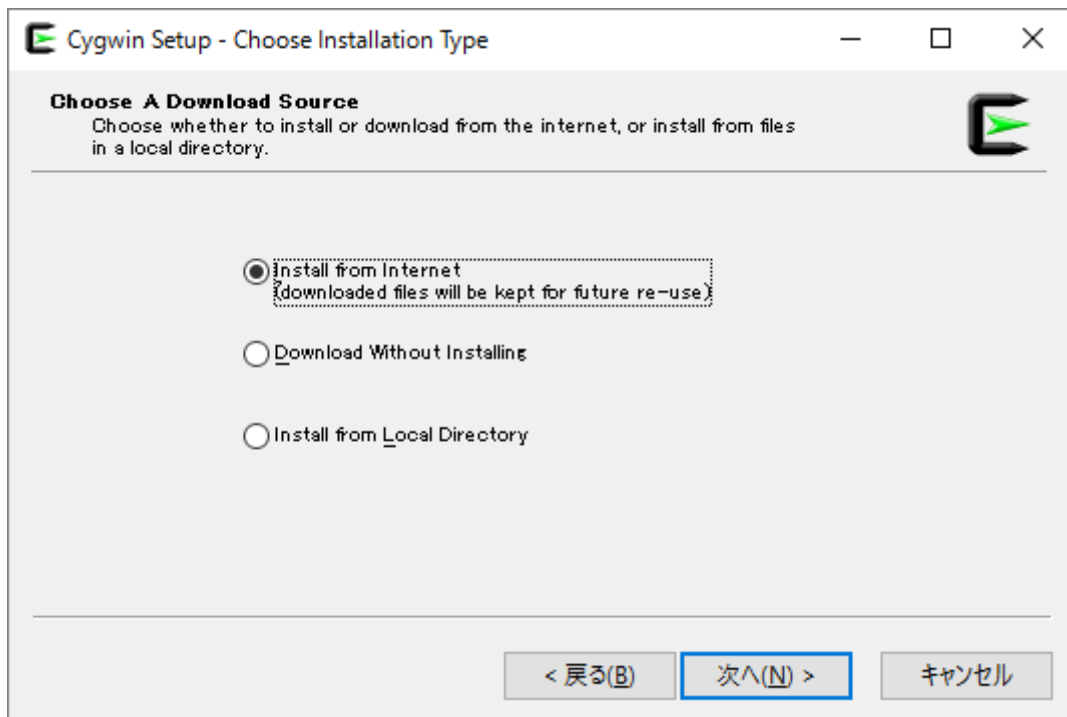 Cygwin Setup - Choose Installation Type
Choose A Download Source
Choose whether to install or download from the internet, or install from files
in a local directory.
Install from Internet
(downloaded files will be kept for future re-use)
Download Without Installing
Install from Local Directory
< 戻る(B)
次へ(N) >
キャンセル